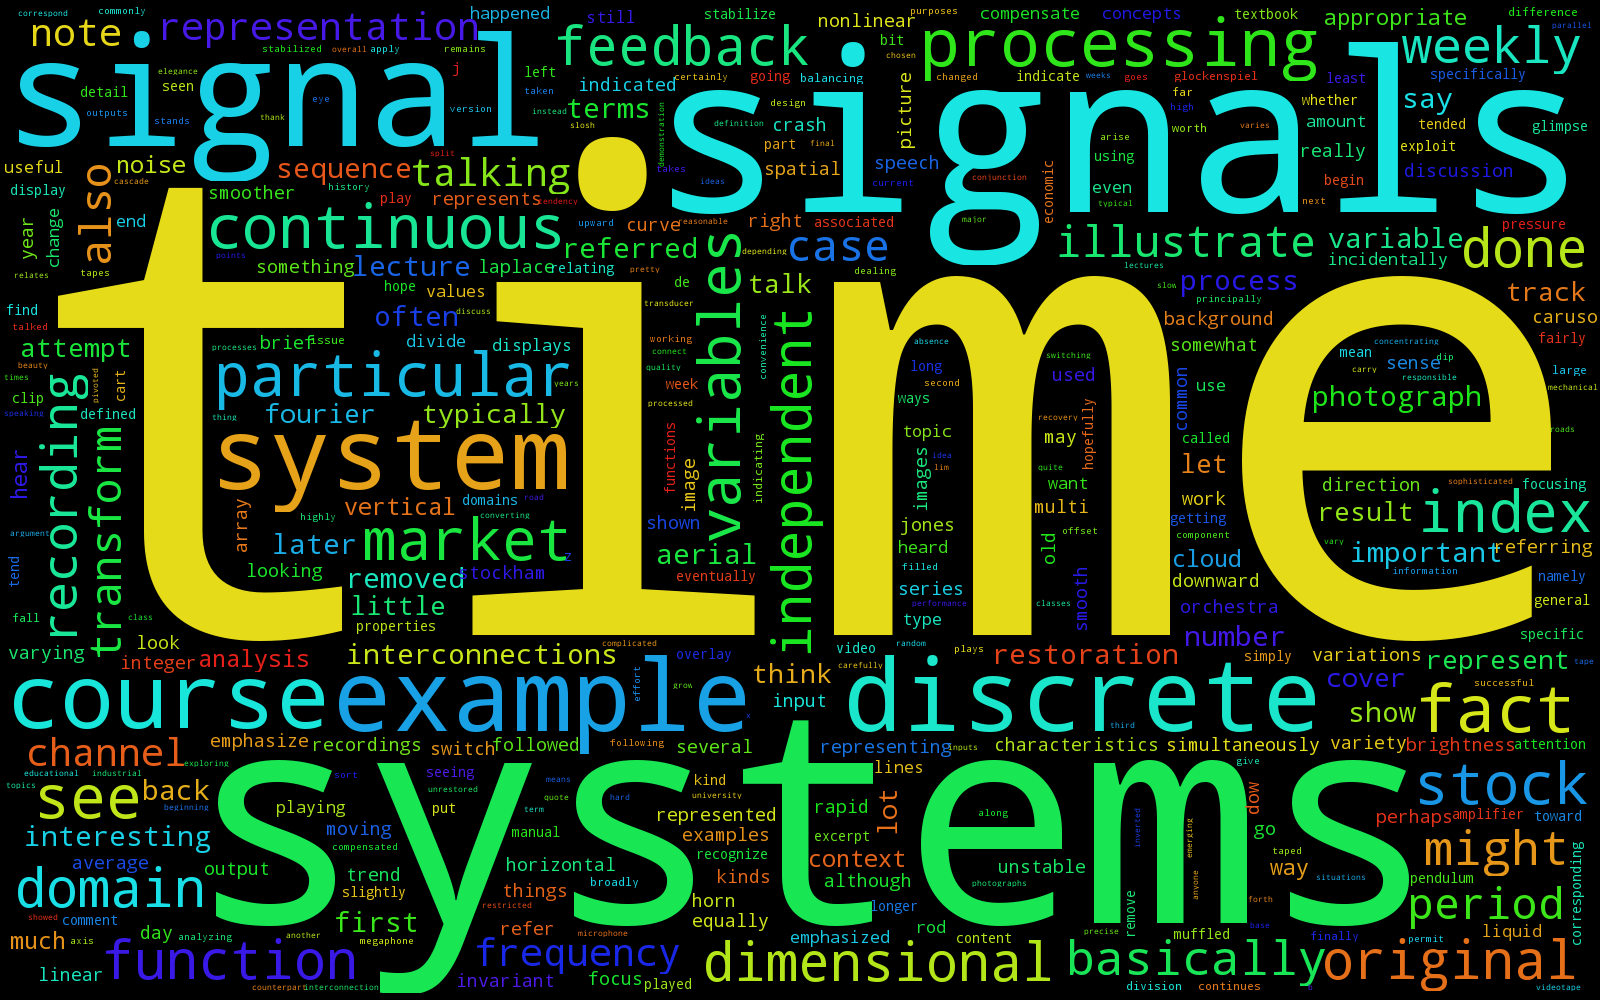 correspond commonly happened still stabilize nonlinear purposes compensate concepts textbook appropriate difference
note representation feedback processing weekly parallel
signal signals
stabilized overall apply remains j left indicated certainly going balancing bit changed indicate weeks goes glockenspiel least specifically
elegance seen eye taken version terms design picture far whether say
detail outputs stands thank instead slosh demonstration definition crash high worth varies amount tended glimpse
useful noise sequence split talking takes part final spatial speech arise using really exploit
display cascade also smoother history ideas current conjunction economic begin discussion
year change end play represents tendency upward curve reasonable right associated even typical next pressure
continuous referred depending case major illustrate variable done
relates tapes points something lecture laplace relating pretty de talk dealing lectures slow process incidentally
find hope values transducer variables independent principally track
talked often discuss working convenience absence background caruso
attempt processes brief issue divide displays connect switching somewhat concentrating dip fairly
beauty times pivoted cart particular years quality week long second used common mean sense carry responsible large mechanical
clip recording defined fourier typically processed ways use photograph
speaking thing system functions indicating topic recovery may hopefully called roads
hear transform image images idea lim quite want let sophisticated
array vertical domains road multi work direction focusing
argument highly converting shown jones offset getting result index
tend later market aerial heard old component cloud vary important referring
looking removed z stockham eventually filled series smooth downward information namely
fall class little properties performance classes type orchestra general
time
varying look interconnections complicated video random plays number specific
integer analysis overlay think carefully restoration simply variations represent tape
course example effort grow input discrete cover successful
x third show fact
channel emphasize recordings switch followed following several representing inputs characteristics simultaneously variety brightness attention
exploring educational industrial sort seeing means kind lines give
topics see back unrestored university systems stock
beginning playing put term quote hard represented rapid lot along dow perhaps amplifier toward
interesting moving manual examples excerpt inverted emerging go
average compensated horizontal recognize context taped might
output trend slightly things broadly kinds although photographs unstable anyone way situations pendulum corresponding
domain restricted horn longer remove forth period
showed comment first equally rod precise base
much axis day analyzing another megaphone refer microphone emphasized content muffled finally permit liquid
linear function frequency dimensional basically original
counterpart interconnection invariant focus played division continues videotape